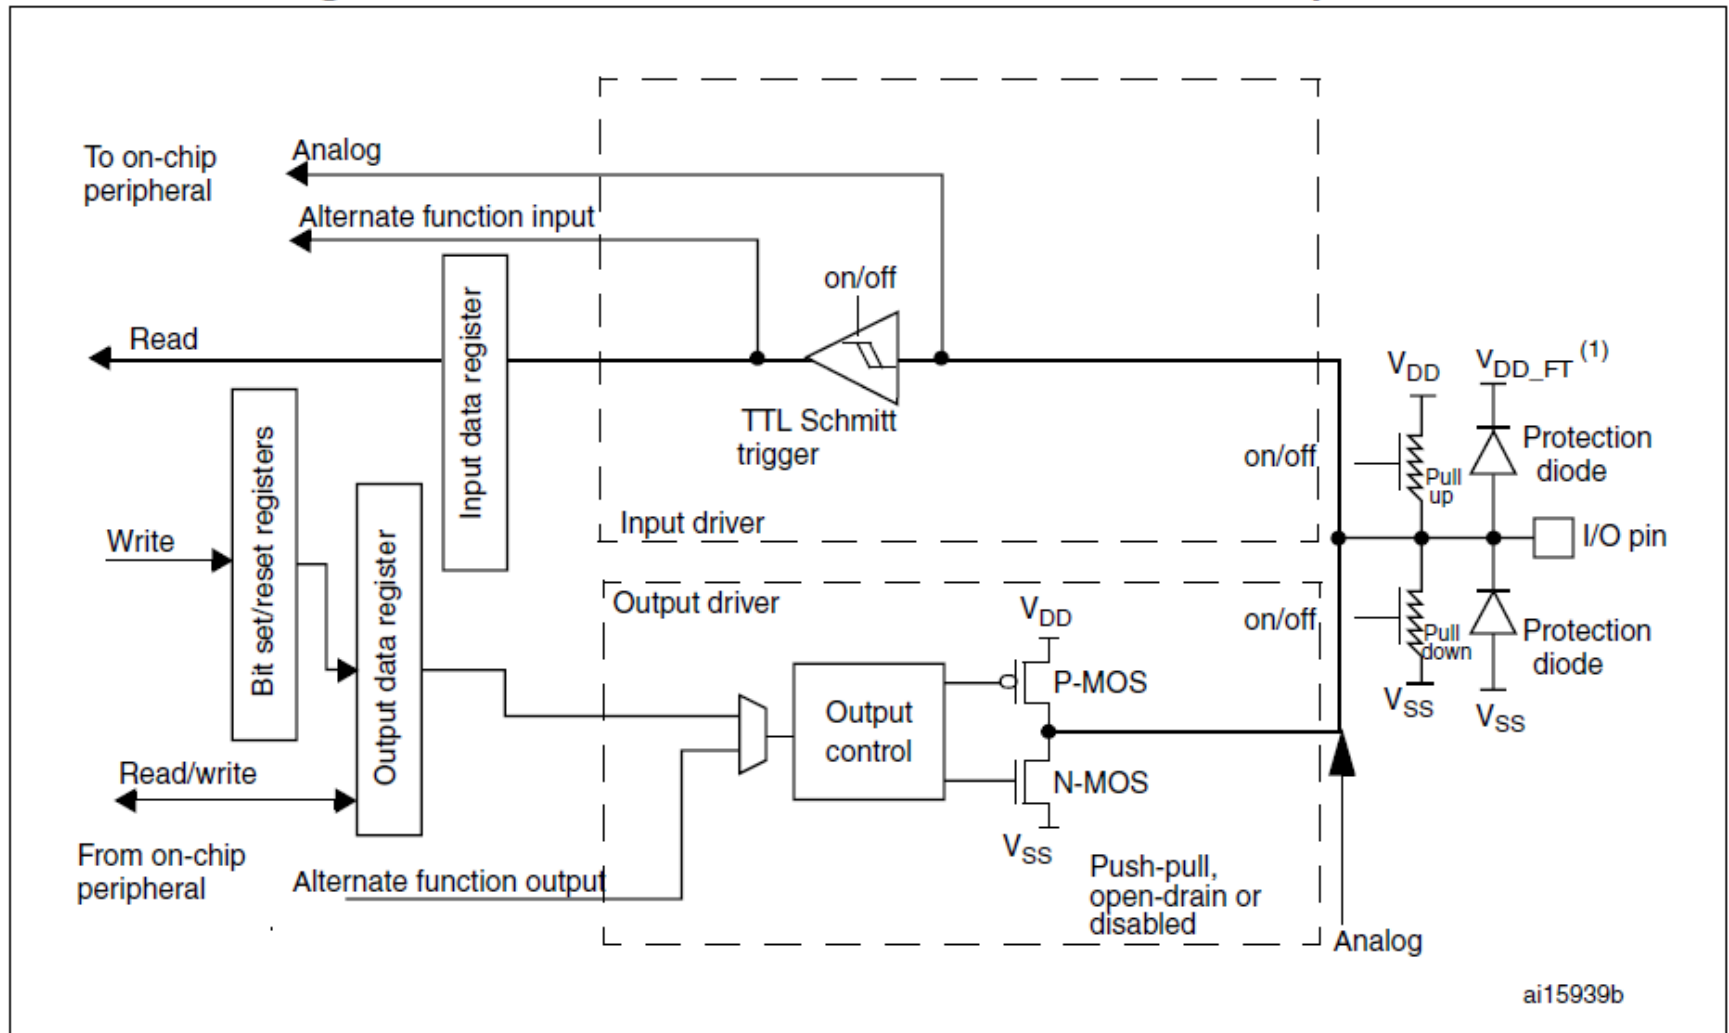 To on-chip
peripheral
Analog
Alternate function input
on/off
Read
Input data register
TTL Schmitt
trigger
Input driver
VDD
VDD_FT (1)
on/off
Pull
up
Protection
diode
I/O pin
Write
Bit set/reset registers
Output data register
Output driver
VDD
on/off
Pull
down
Protection
diode
P-MOS
VSS
VSS
Output
control
Read/write
N-MOS
VSS
From on-chip
peripheral
Alternate function output
Push-pull,
open-drain or
disabled
Analog
ai15939b